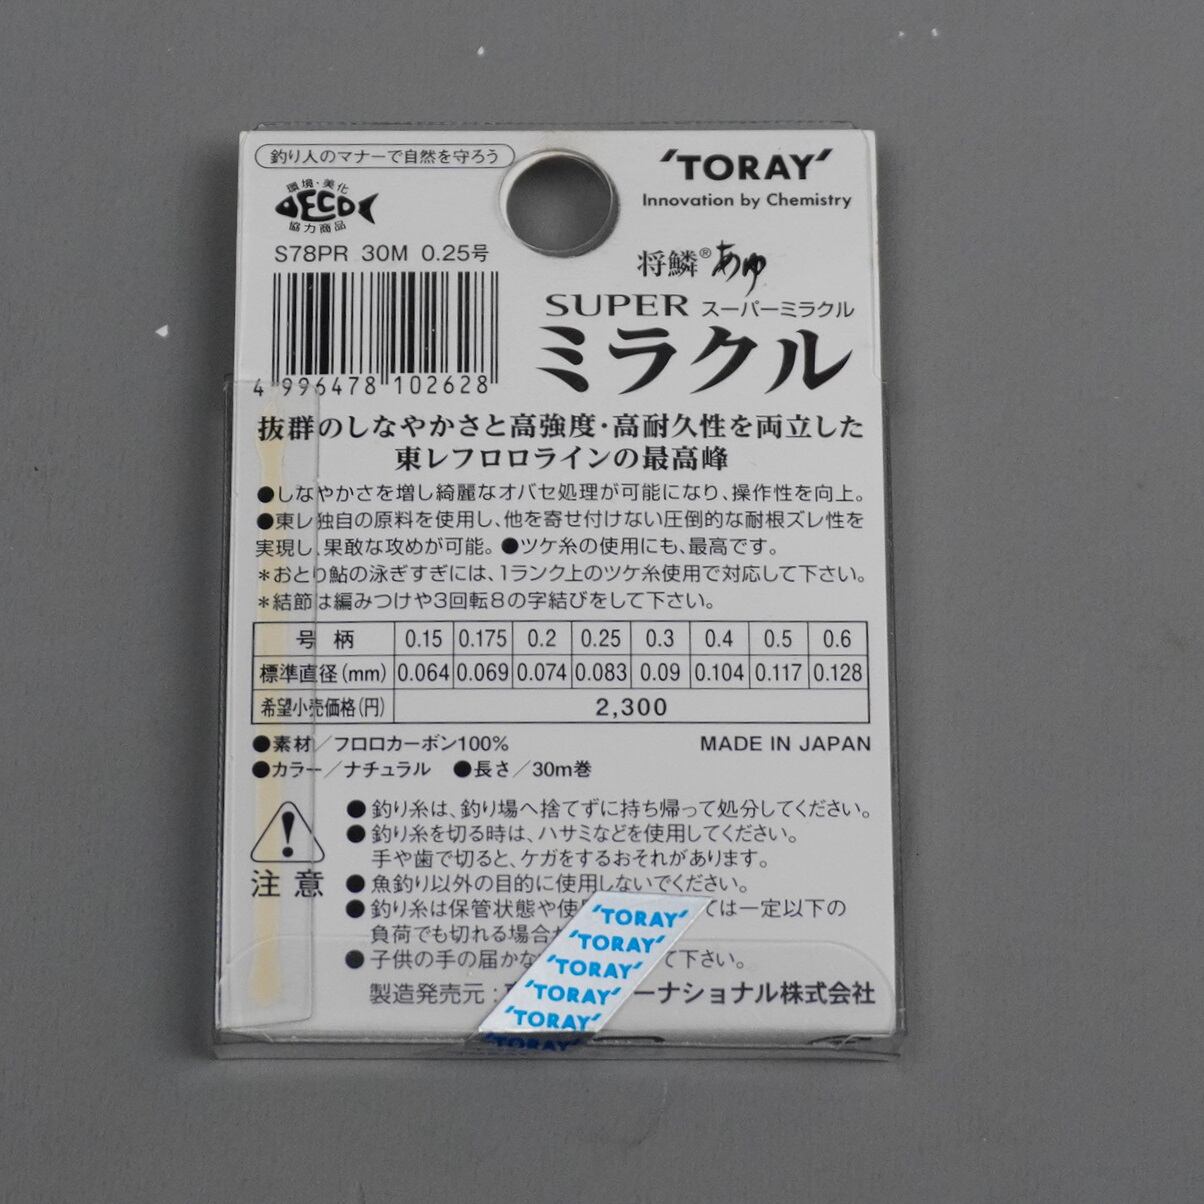 釣り人のマナーで自然を守ろう
環境・美化
ECO
協力商品
S78PR 30M 0.25号
4 996478 102628
'TORAY'
Innovation by Chemistry
将鱗®あゆ
SUPER スーパーミラクル
ミラクル
抜群のしなやかさと高強度・高耐久性を両立した
東レフロロラインの最高峰
●しなやかさを増し綺麗なオバセ処理が可能になり、操作性を向上。
●東レ独自の原料を使用し、他を寄せ付けない圧倒的な耐根ズレ性を
実現し、果敢な攻めが可能。●ツケ糸の使用にも、最高です。
＊おとり鮎の泳ぎすぎには、1ランク上のツケ糸使用で対応して下さい。
＊結節は編みつけや3回転8の字結びをして下さい。
号 柄 0.15 0.175 0.2 0.25 0.3 0.4 0.5 0.6
標準直径(mm) 0.064 0.069 0.074 0.083 0.09 0.104 0.117 0.128
希望小売価格(円) 2,300
●素材／フロロカーボン100% MADE IN JAPAN
●カラー／ナチュラル ●長さ／30m巻
注 意
●釣り糸は、釣り場へ捨てずに持ち帰って処分してください。
●釣り糸を切る時は、ハサミなどを使用してください。
手や歯で切ると、ケガをするおそれがあります。
●魚釣り以外の目的に使用しないでください。
●釣り糸は保管状態や使 ては一定以下の
負荷でも切れる場合
●子供の手の届かな て下さい。
製造発売元： ーナショナル株式会社
'TORAY'
'TORAY'
'TORAY'
'TORAY'
'TORAY'
'TORAY'